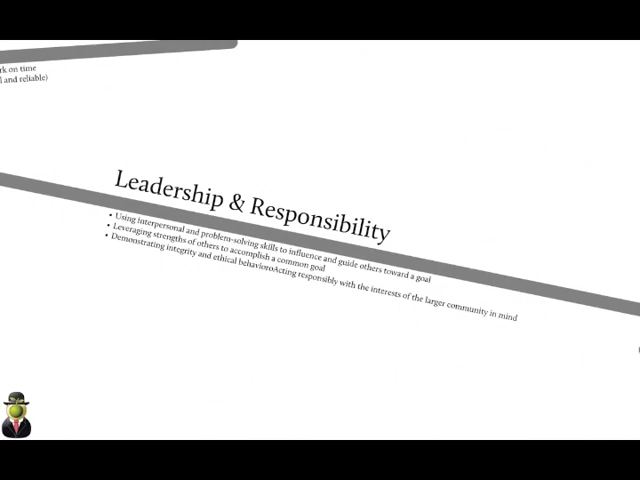 rk on time
l and reliable)
Leadership & Responsibility
• Using interpersonal and problem-solving skills to influence and guide others toward a goal
• Leveraging strengths of others to accomplish a common goal
• Demonstrating integrity and ethical behavioroActing responsibly with the interests of the larger community in mind